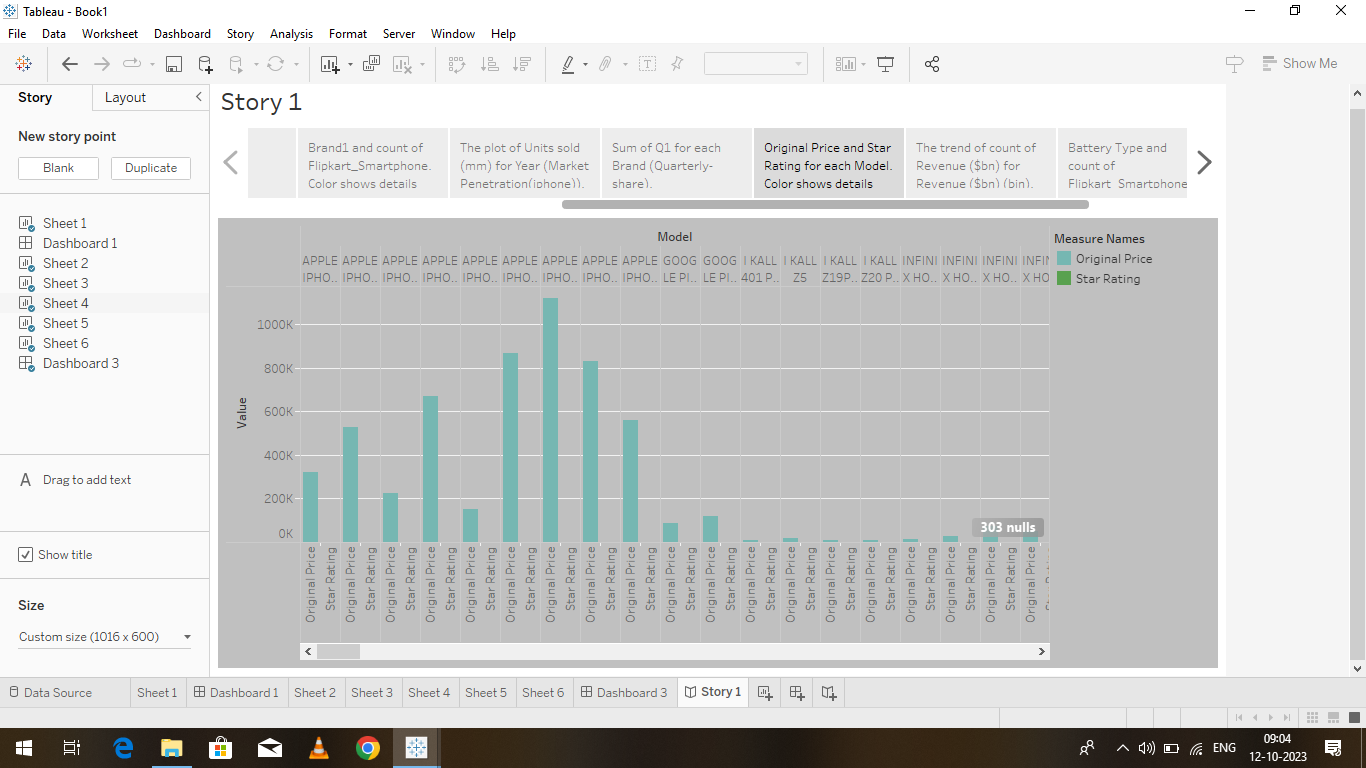 Tableau - Book1
File Data Worksheet Dashboard Story Analysis Format Server Window Help
Show Me
Story Layout
Story 1
New story point
Blank Duplicate
Brand1 and count of
Flipkart_Smartphone.
Color shows details
The plot of Units sold
(mm) for Year (Market
Penetration(iphone)).
Sum of Q1 for each
Brand (Quarterly-
share).
Original Price and Star
Rating for each Model.
Color shows details
The trend of count of
Revenue ($bn) for
Revenue ($bn) (bin).
Battery Type and
count of
Flipkart_Smartphone
Sheet 1
Dashboard 1
Sheet 2
Sheet 3
Sheet 4
Sheet 5
Sheet 6
Dashboard 3
A Drag to add text
Show title
Size
Custom size (1016 x 600)
Model
APPLE APPLE APPLE APPLE APPLE APPLE APPLE APPLE APPLE GOOG GOOG I KALL I KALL I KALL I KALL INFINI INFINI INFINI INFIN
IPHO.. IPHO.. IPHO.. IPHO.. IPHO.. IPHO.. IPHO.. IPHO.. IPHO.. LE PI.. LE PI.. 401 P.. Z5 Z19P.. Z20 P.. X HO.. X HO.. X HO.. X HO
Measure Names
Original Price
Star Rating
Value
1000K
800K
600K
400K
200K
0K
303 nulls
Original Price Star Rating Original Price Star Rating Original Price Star Rating Original Price Star Rating Original Price Star Rating Original Price Star Rating Original Price Star Rating Original Price Star Rating Original Price Star Rating Original Price Star Rating Original Price Star Rating Original Price Star Rating Original Price Star Rating Original Price Star Rating Original Price Star Rating Original Price Star Rating Original Price Star Rating Original Price Star Rating Original Price
Data Source Sheet 1 Dashboard 1 Sheet 2 Sheet 3 Sheet 4 Sheet 5 Sheet 6 Dashboard 3 Story 1
ENG
09:04
12-10-2023